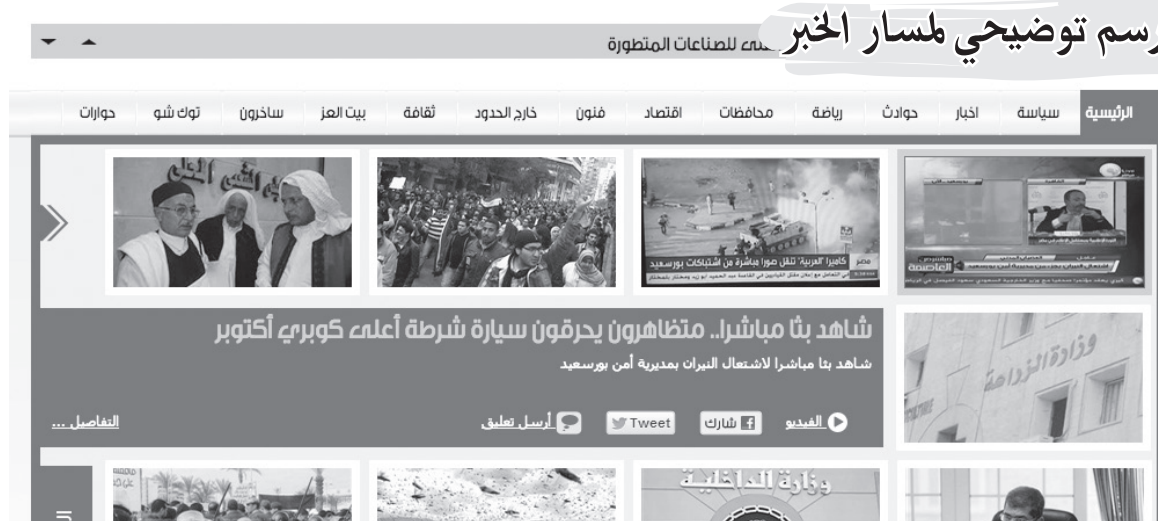 رسم توضيحي لمسار الخبر
للصناعات المتطورة
الرئيسية سياسة اخبار حوادث رياضة محافظات اقتصاد فنون خارج الحدود ثقافة بيت العز ساخرون توك شو حوارات
العاصمة
مصر
كاميرا "العربية" تنقل صورا مباشرة من اشتباكات بورسعيد
شاهد بثا مباشرا.. متظاهرون يحرقون سيارة شرطة أعلى كوبري أكتوبر
شاهد بثا مباشرا لاشتعال النيران بمديرية أمن بورسعيد
وزارة الزراعة
الفيديو شارك Tweet أرسل تعليق التفاصيل ...
وزارة الداخلية